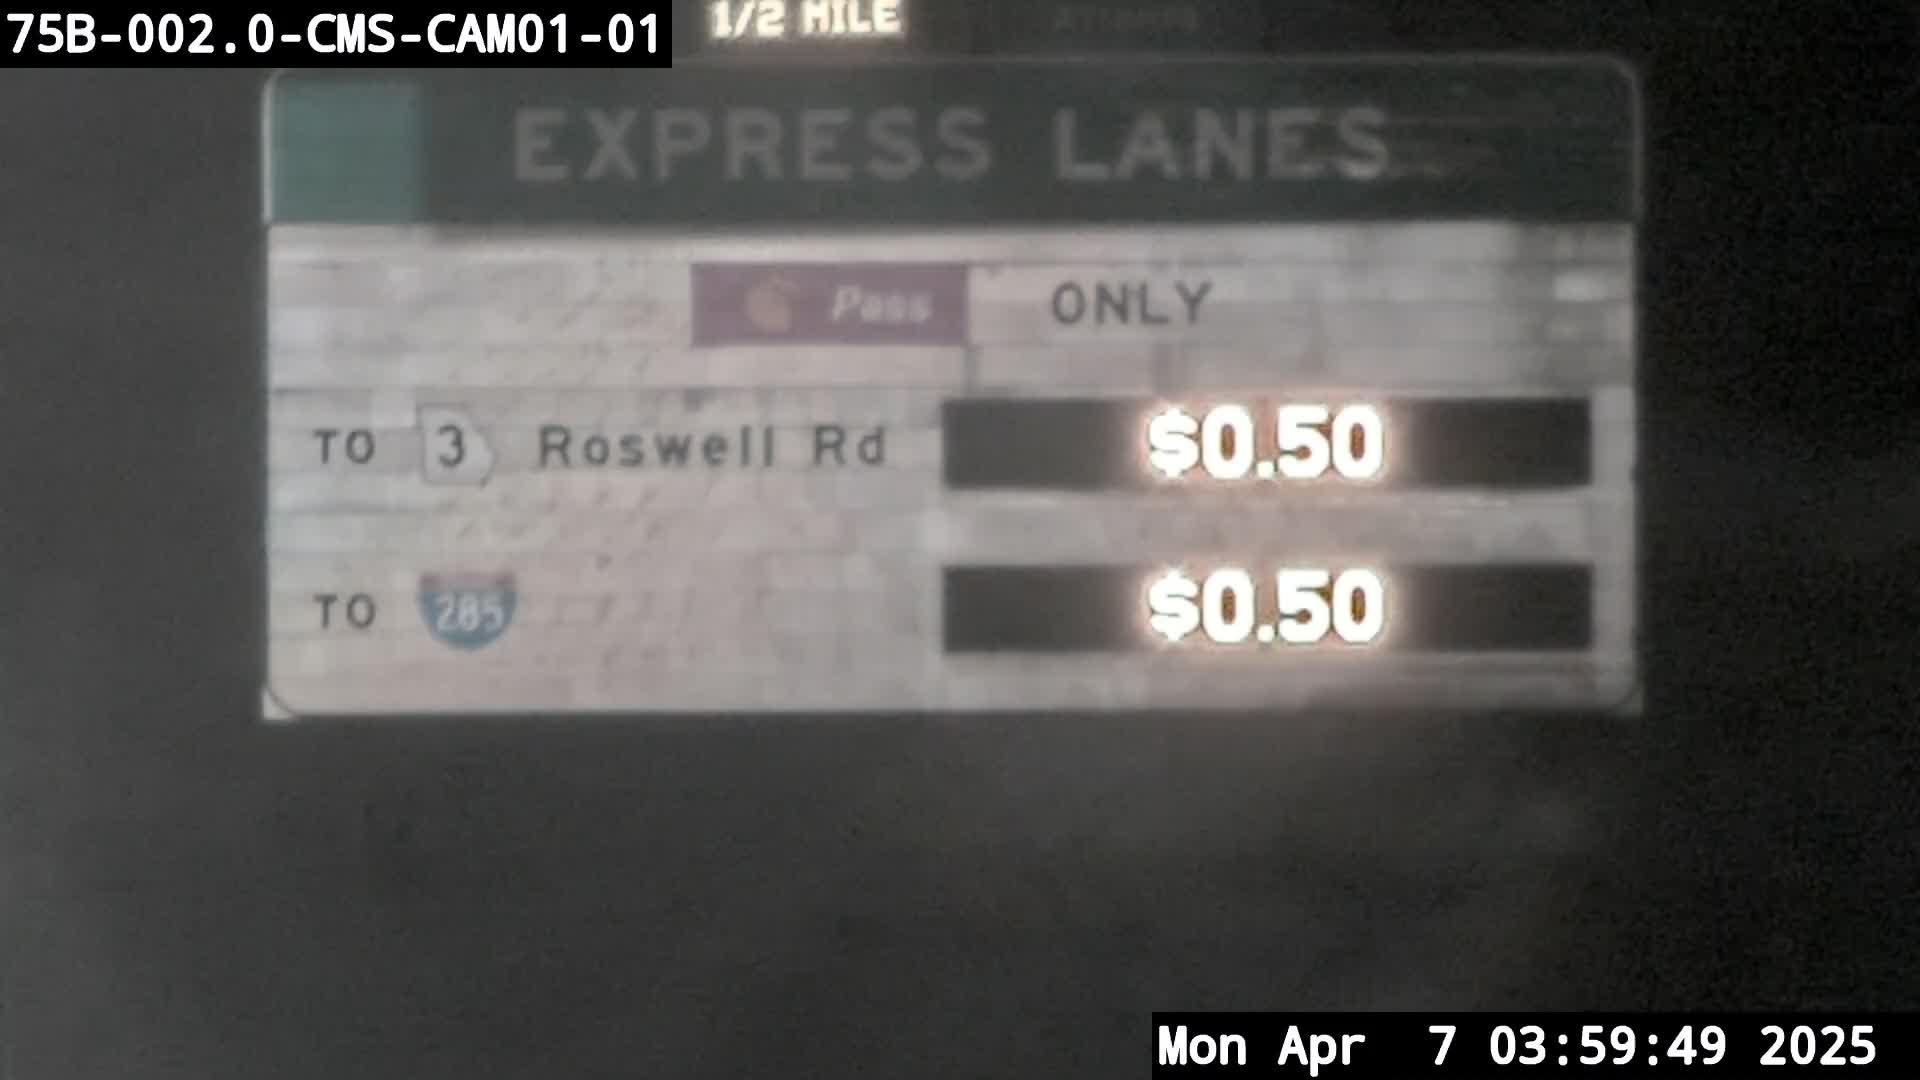 75B-002.0-CMS-CAM01-01
1/2 MILE
EXPRESS LANES
Pass ONLY
TO 3 Roswell Rd $0.50
TO 285 $0.50
Mon Apr 7 03:59:49 2025